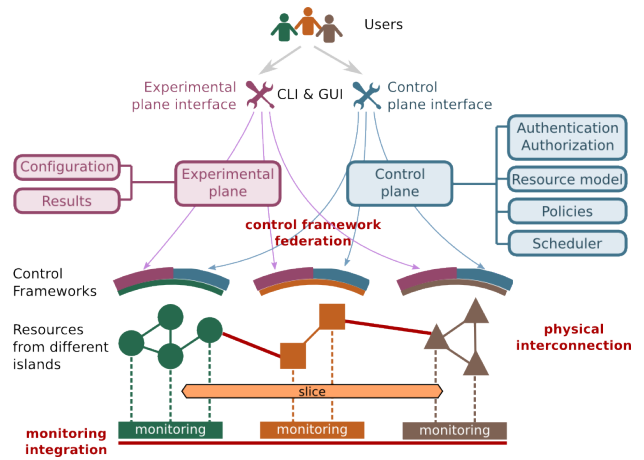 Users
Experimental
plane interface
CLI & GUI
Control
plane interface
Configuration
Results
Experimental
plane
Control
plane
Authentication
Authorization
Resource model
Policies
Scheduler
control framework
federation
Control
Frameworks
Resources
from different
islands
physical
interconnection
slice
monitoring
monitoring
monitoring
monitoring
integration